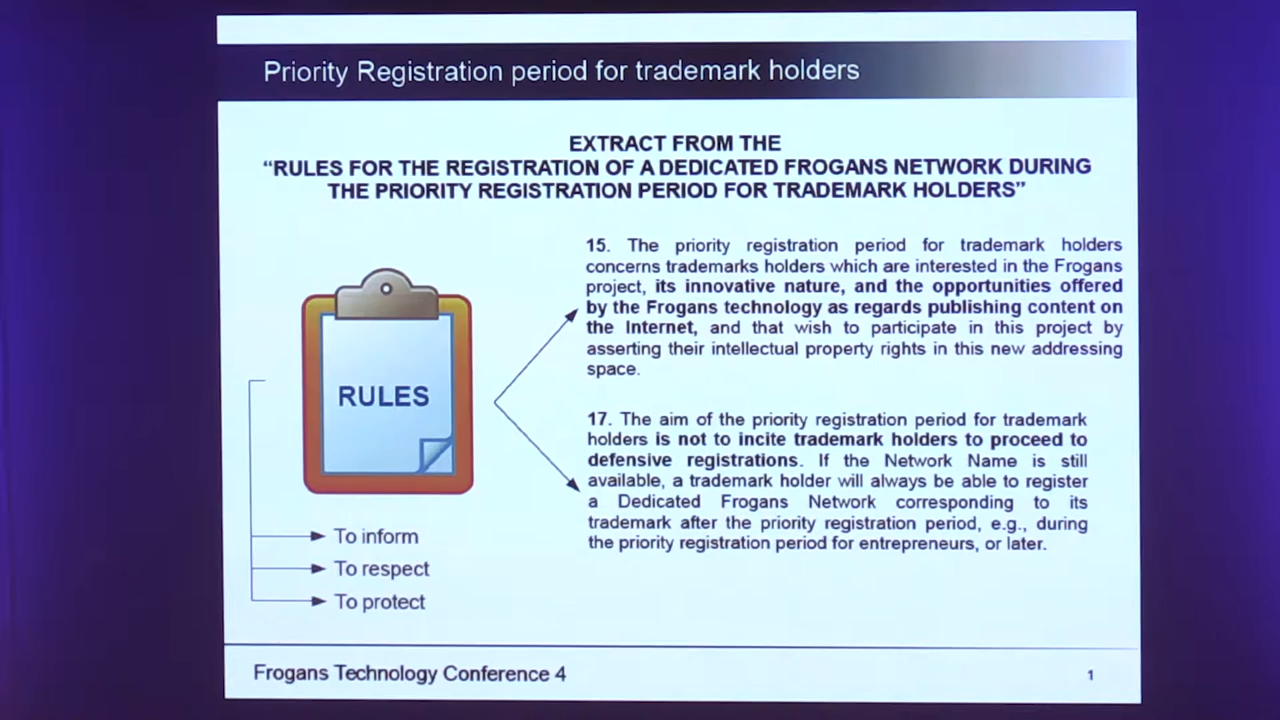 Priority Registration period for trademark holders
EXTRACT FROM THE
“RULES FOR THE REGISTRATION OF A DEDICATED FROGANS NETWORK DURING
THE PRIORITY REGISTRATION PERIOD FOR TRADEMARK HOLDERS”
15. The priority registration period for trademark holders
concerns trademarks holders which are interested in the Frogans
project, its innovative nature, and the opportunities offered
by the Frogans technology as regards publishing content on
the Internet, and that wish to participate in this project by
asserting their intellectual property rights in this new addressing
space.
RULES
17. The aim of the priority registration period for trademark
holders is not to incite trademark holders to proceed to
defensive registrations. If the Network Name is still
available, a trademark holder will always be able to register
a Dedicated Frogans Network corresponding to its
trademark after the priority registration period, e.g., during
the priority registration period for entrepreneurs, or later.
To inform
To respect
To protect
Frogans Technology Conference 4
1